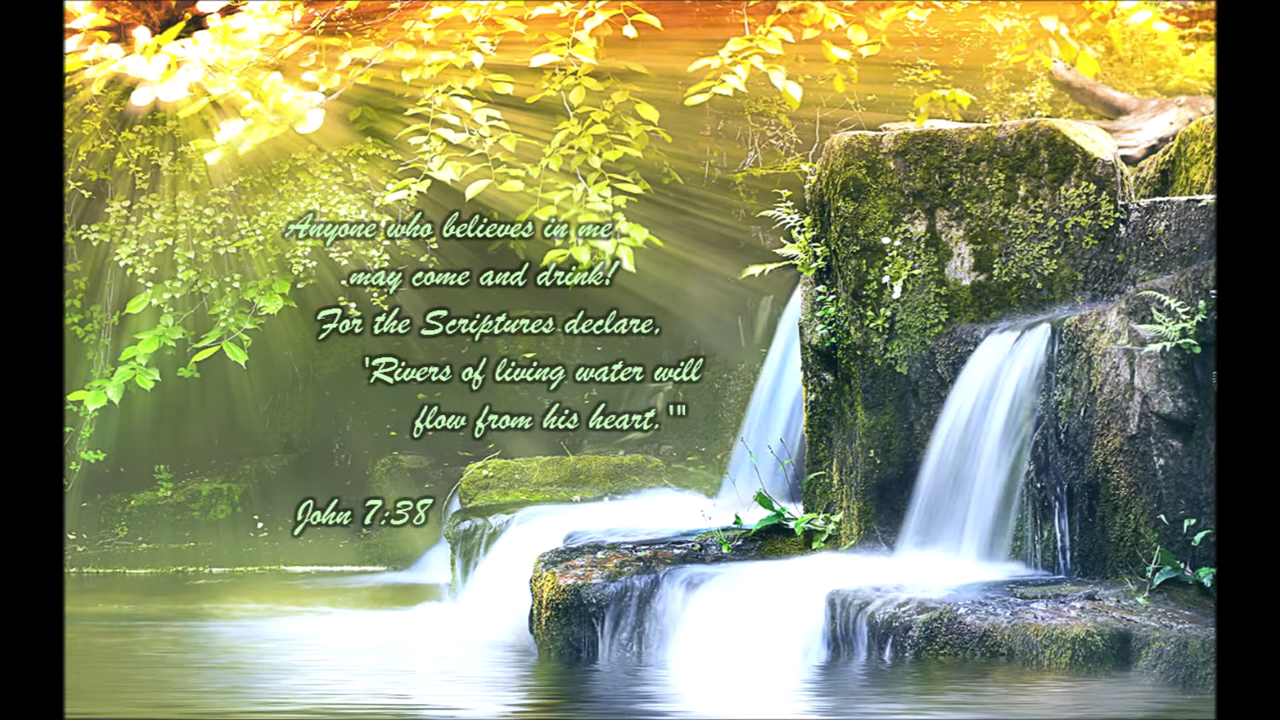 Anyone who believes in me
may come and drink!
For the Scriptures declare,
'Rivers of living water will
flow from his heart.'"
John 7:38